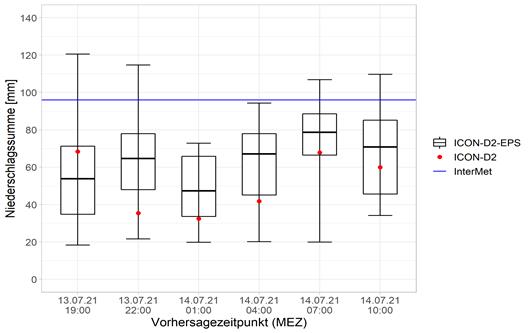 Niederschlagssumme [mm]
140
120
100
80
60
40
20
0
13.07.21 13.07.21 14.07.21 14.07.21 14.07.21 14.07.21
19:00 22:00 01:00 04:00 07:00 10:00
Vorhersagezeitpunkt (MEZ)
ICON-D2-EPS
ICON-D2
InterMet